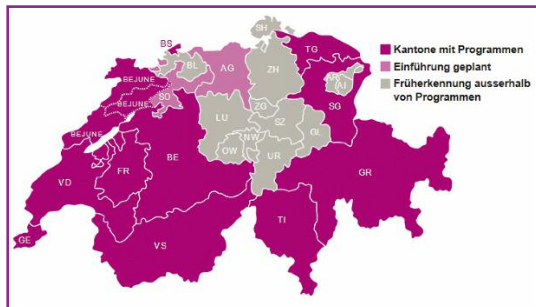 SH
BS
TG
BL
AG
ZH
BEJUNE
AR
AI
SO
BEJUNE
SG
ZG
LU
SZ
BEJUNE
GL
NW
OW
BE
UR
FR
GR
VD
TI
GE
VS
Kantone mit Programmen
Einführung geplant
Früherkennung ausserhalb
von Programmen